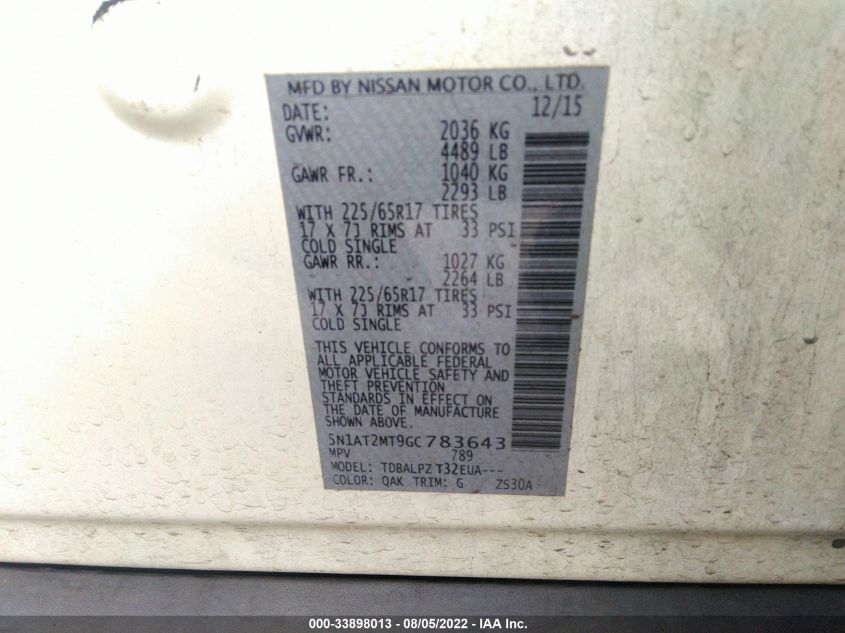 MFD BY NISSAN MOTOR CO., LTD.
DATE: 12/15
GVWR: 2036 KG
4489 LB
GAWR FR.: 1040 KG
2293 LB
WITH 225/65R17 TIRES
17 X 7J RIMS AT 33 PSI
COLD SINGLE
GAWR RR.: 1027 KG
2264 LB
WITH 225/65R17 TIRES
17 X 7J RIMS AT 33 PSI
COLD SINGLE
THIS VEHICLE CONFORMS TO
ALL APPLICABLE FEDERAL
MOTOR VEHICLE SAFETY AND
THEFT PREVENTION
STANDARDS IN EFFECT ON
THE DATE OF MANUFACTURE
SHOWN ABOVE.
5N1AT2MT9GC783643
MPV 789
MODEL: TDBALPZ T32EUA---
COLOR: QAK TRIM: G ZS30A
000-33898013 - 08/05/2022 - IAA Inc.